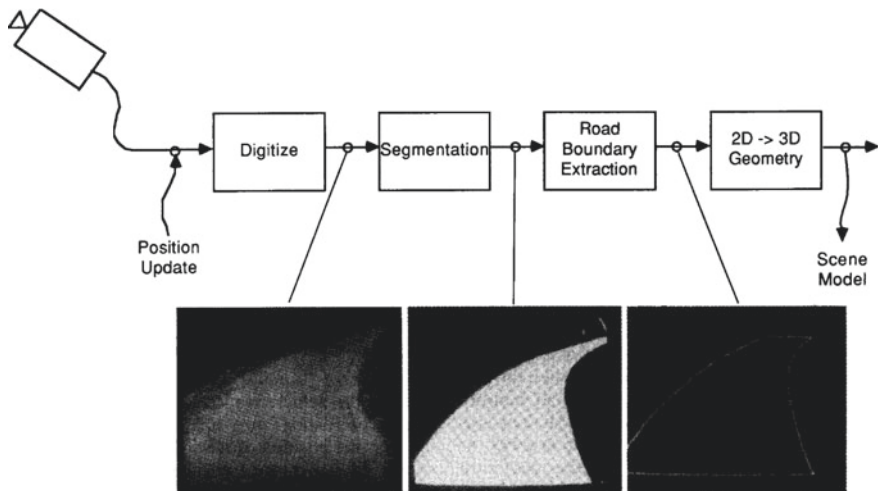 Digitize
Segmentation
Road
Boundary
Extraction
2D -> 3D
Geometry
Position
Update
Scene
Model